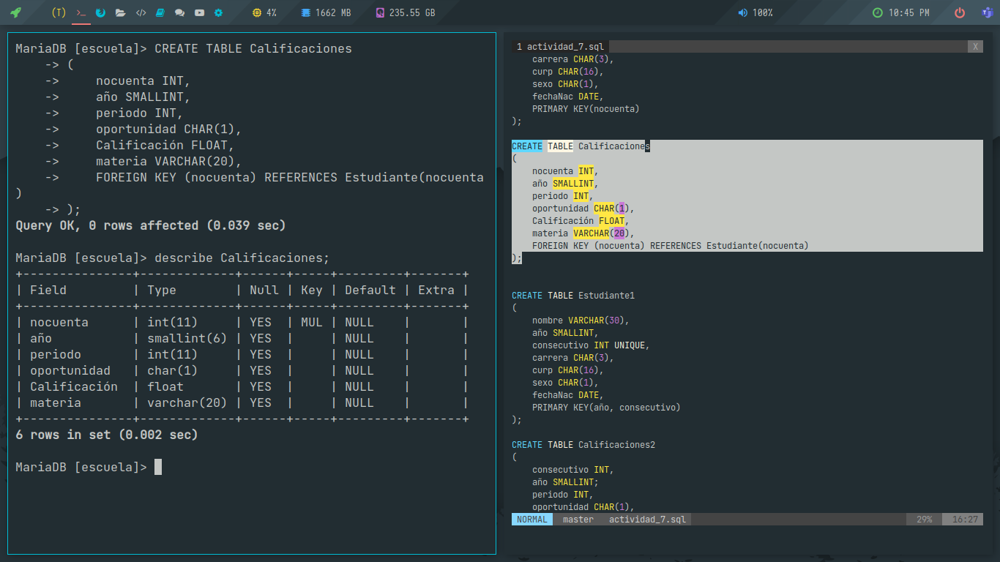 (T)
4%
1662 MB
235.55 GB
100%
10:45 PM
MariaDB [escuela]> CREATE TABLE Calificaciones
    -> (
    ->     nocuenta INT,
    ->     año SMALLINT,
    ->     periodo INT,
    ->     oportunidad CHAR(1),
    ->     Calificación FLOAT,
    ->     materia VARCHAR(20),
    ->     FOREIGN KEY (nocuenta) REFERENCES Estudiante(nocuenta
)
    -> );
Query OK, 0 rows affected (0.039 sec)
MariaDB [escuela]> describe Calificaciones;
+---------------+-------------+------+-----+---------+-------+
| Field         | Type        | Null | Key | Default | Extra |
+---------------+-------------+------+-----+---------+-------+
| nocuenta      | int(11)     | YES  | MUL | NULL    |       |
| año           | smallint(6) | YES  |     | NULL    |       |
| periodo       | int(11)     | YES  |     | NULL    |       |
| oportunidad   | char(1)     | YES  |     | NULL    |       |
| Calificación  | float       | YES  |     | NULL    |       |
| materia       | varchar(20) | YES  |     | NULL    |       |
+---------------+-------------+------+-----+---------+-------+
6 rows in set (0.002 sec)
MariaDB [escuela]>
1 actividad_7.sql X
    carrera CHAR(3),
    curp CHAR(16),
    sexo CHAR(1),
    fechaNac DATE,
    PRIMARY KEY(nocuenta)
);
CREATE TABLE Calificaciones
(
    nocuenta INT,
    año SMALLINT,
    periodo INT,
    oportunidad CHAR(1),
    Calificación FLOAT,
    materia VARCHAR(20),
    FOREIGN KEY (nocuenta) REFERENCES Estudiante(nocuenta)
);
CREATE TABLE Estudiante1
(
    nombre VARCHAR(30),
    año SMALLINT,
    consecutivo INT UNIQUE,
    carrera CHAR(3),
    curp CHAR(16),
    sexo CHAR(1),
    fechaNac DATE,
    PRIMARY KEY(año, consecutivo)
);
CREATE TABLE Calificaciones2
(
    consecutivo INT,
    año SMALLINT;
    periodo INT,
    oportunidad CHAR(1),
NORMAL master actividad_7.sql 29% 16:27